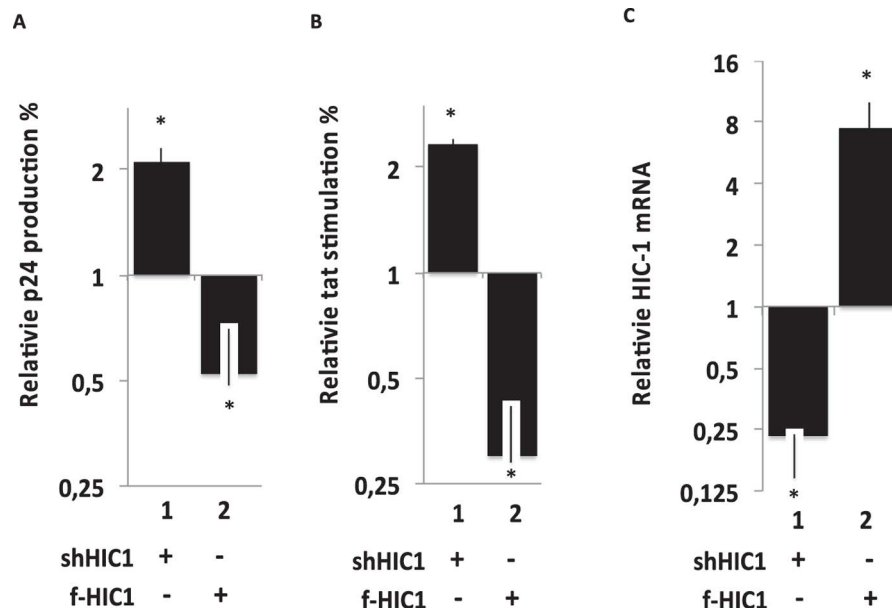 A
Relativie p24 production %
2
1
0,5
0,25
*
*
1 2
shHIC1 + -
f-HIC1 - +
B
Relativie tat stimulation %
2
1
0,5
0,25
*
*
1 2
shHIC1 + -
f-HIC1 - +
C
Relativie HIC-1 mRNA
16
8
4
2
1
0,5
0,25
0,125
*
*
1 2
shHIC1 + -
f-HIC1 - +